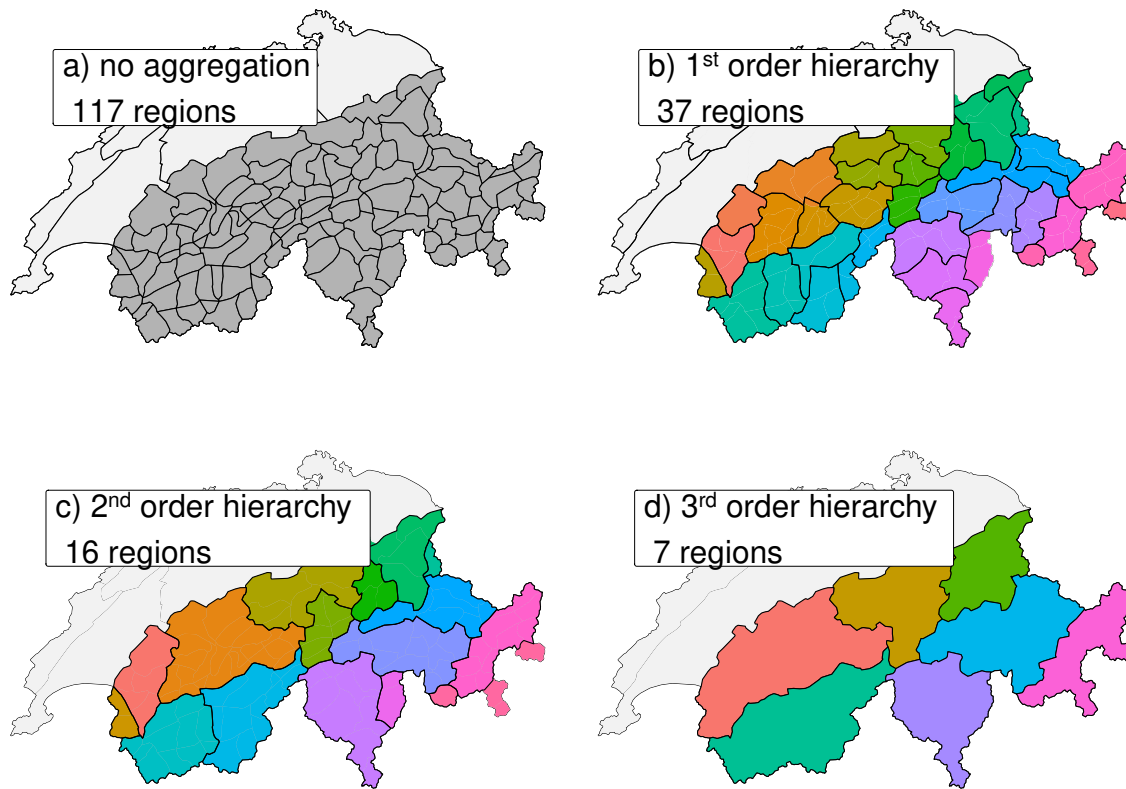 a) no aggregation
117 regions
b) 1st order hierarchy
37 regions
c) 2nd order hierarchy
16 regions
d) 3rd order hierarchy
7 regions